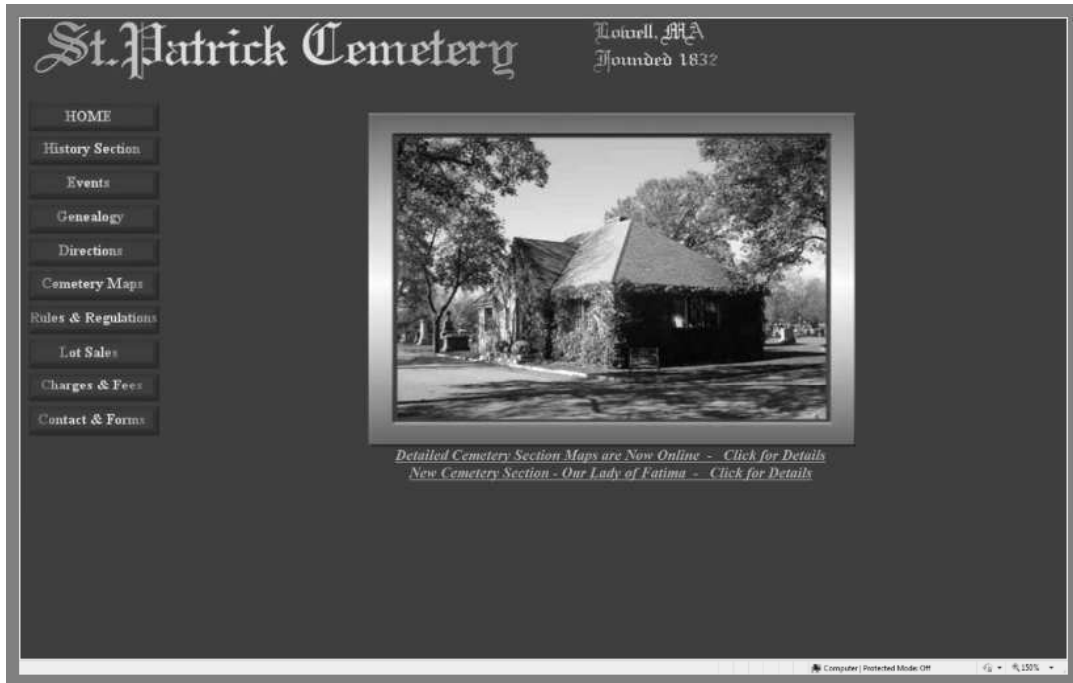 St. Patrick Cemetery
Lowell, MA
Founded 1832
HOME
History Section
Events
Genealogy
Directions
Cemetery Maps
Rules & Regulations
Lot Sales
Charges & Fees
Contact & Forms
Detailed Cemetery Section Maps are Now Online - Click for Details
New Cemetery Section - Our Lady of Fatima - Click for Details
Computer | Protected Mode: Off
150%